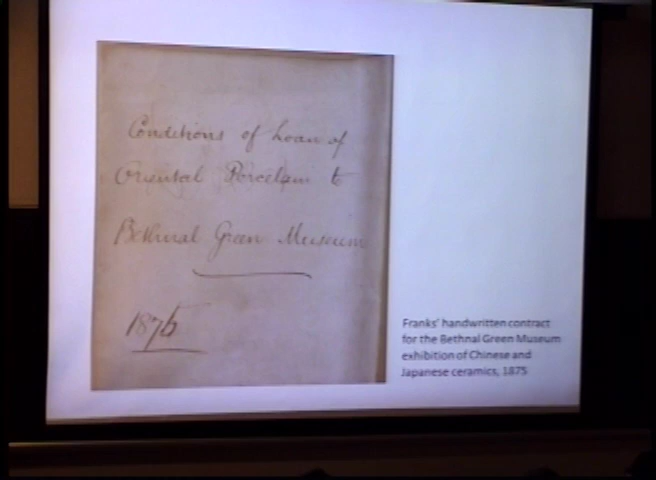 Conditions of Loan of
Oriental Porcelain to
Bethnal Green Museum
1875
Franks' handwritten contract
for the Bethnal Green Museum
exhibition of Chinese and
Japanese ceramics, 1875